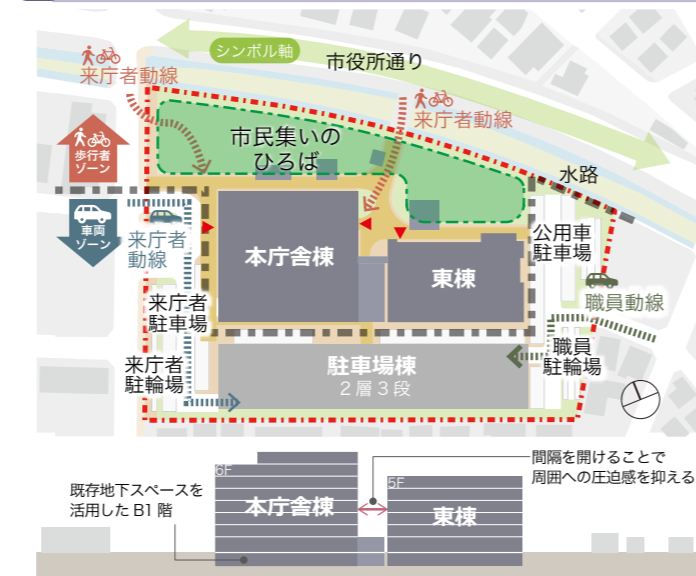 シンボル軸
市役所通り
来庁者動線
来庁者動線
市民集いの
ひろば
歩行者
ゾーン
水路
車両
ゾーン
来庁者
動線
本庁舎棟
東棟
公用車
駐車場
職員動線
来庁者
駐車場
来庁者
駐輪場
駐車場棟
2層3段
職員
駐輪場
間隔を開けることで
周囲への圧迫感を抑える
6F
5F
既存地下スペースを
活用した B1 階
本庁舎棟
東棟